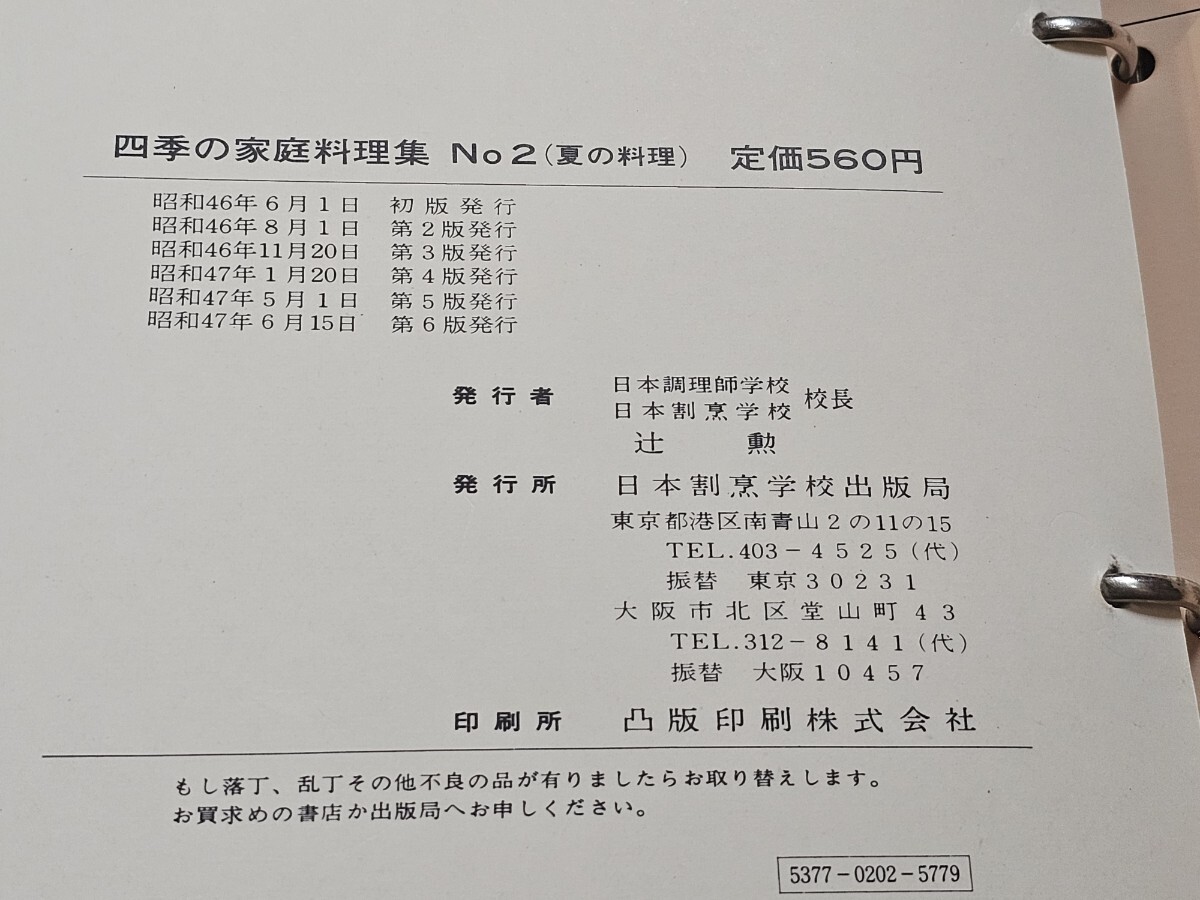 四季の家庭料理集 No2(夏の料理) 定価560円
昭和46年6月1日 初版発行
昭和46年8月1日 第2版発行
昭和46年11月20日 第3版発行
昭和47年1月20日 第4版発行
昭和47年5月1日 第5版発行
昭和47年6月15日 第6版発行
発行者 日本調理師学校
日本割烹学校 校長
辻 勲
発行所 日本割烹学校出版局
東京都港区南青山2の11の15
TEL.403-4525(代)
振替 東京30231
大阪市北区堂山町43
TEL.312-8141(代)
振替 大阪10457
印刷所 凸版印刷株式会社
もし落丁、乱丁その他不良の品が有りましたらお取り替えします。
お買求めの書店か出版局へお申しください。
5377-0202-5779